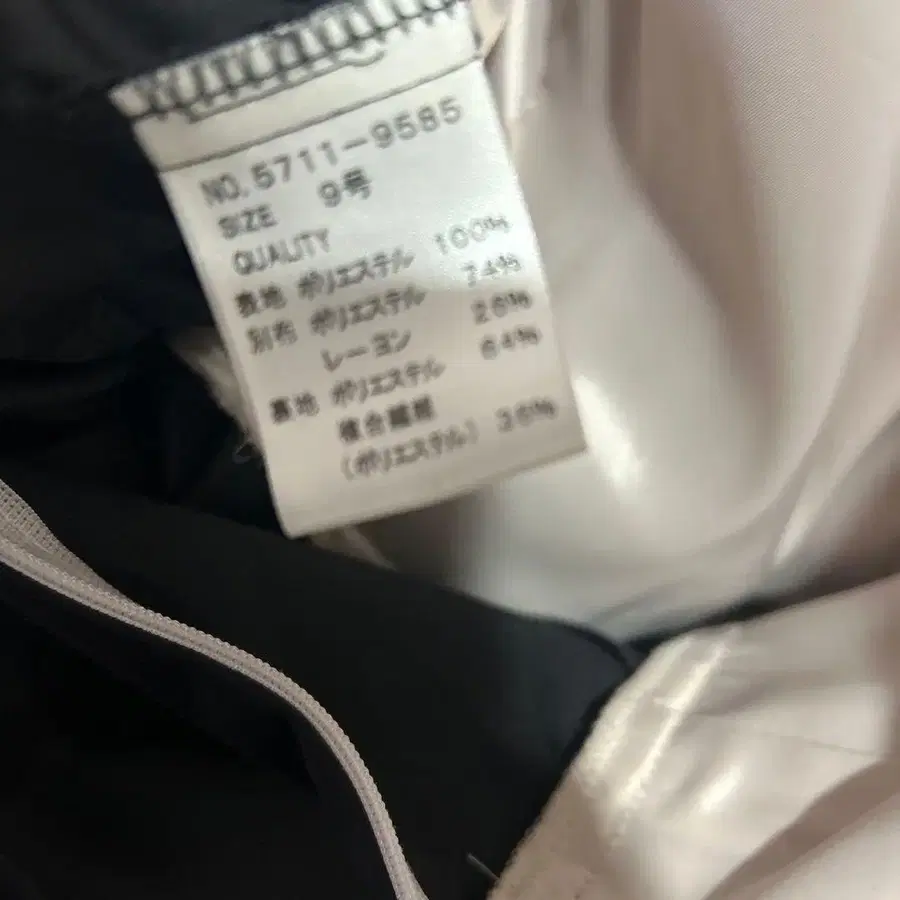 NO.5711-9585
SIZE 9号
QUALITY
表地 ポリエステル 100%
別布 ポリエステル 74%
レーヨン 26%
裏地 ポリエステル 64%
複合繊維
(ポリエステル) 36%